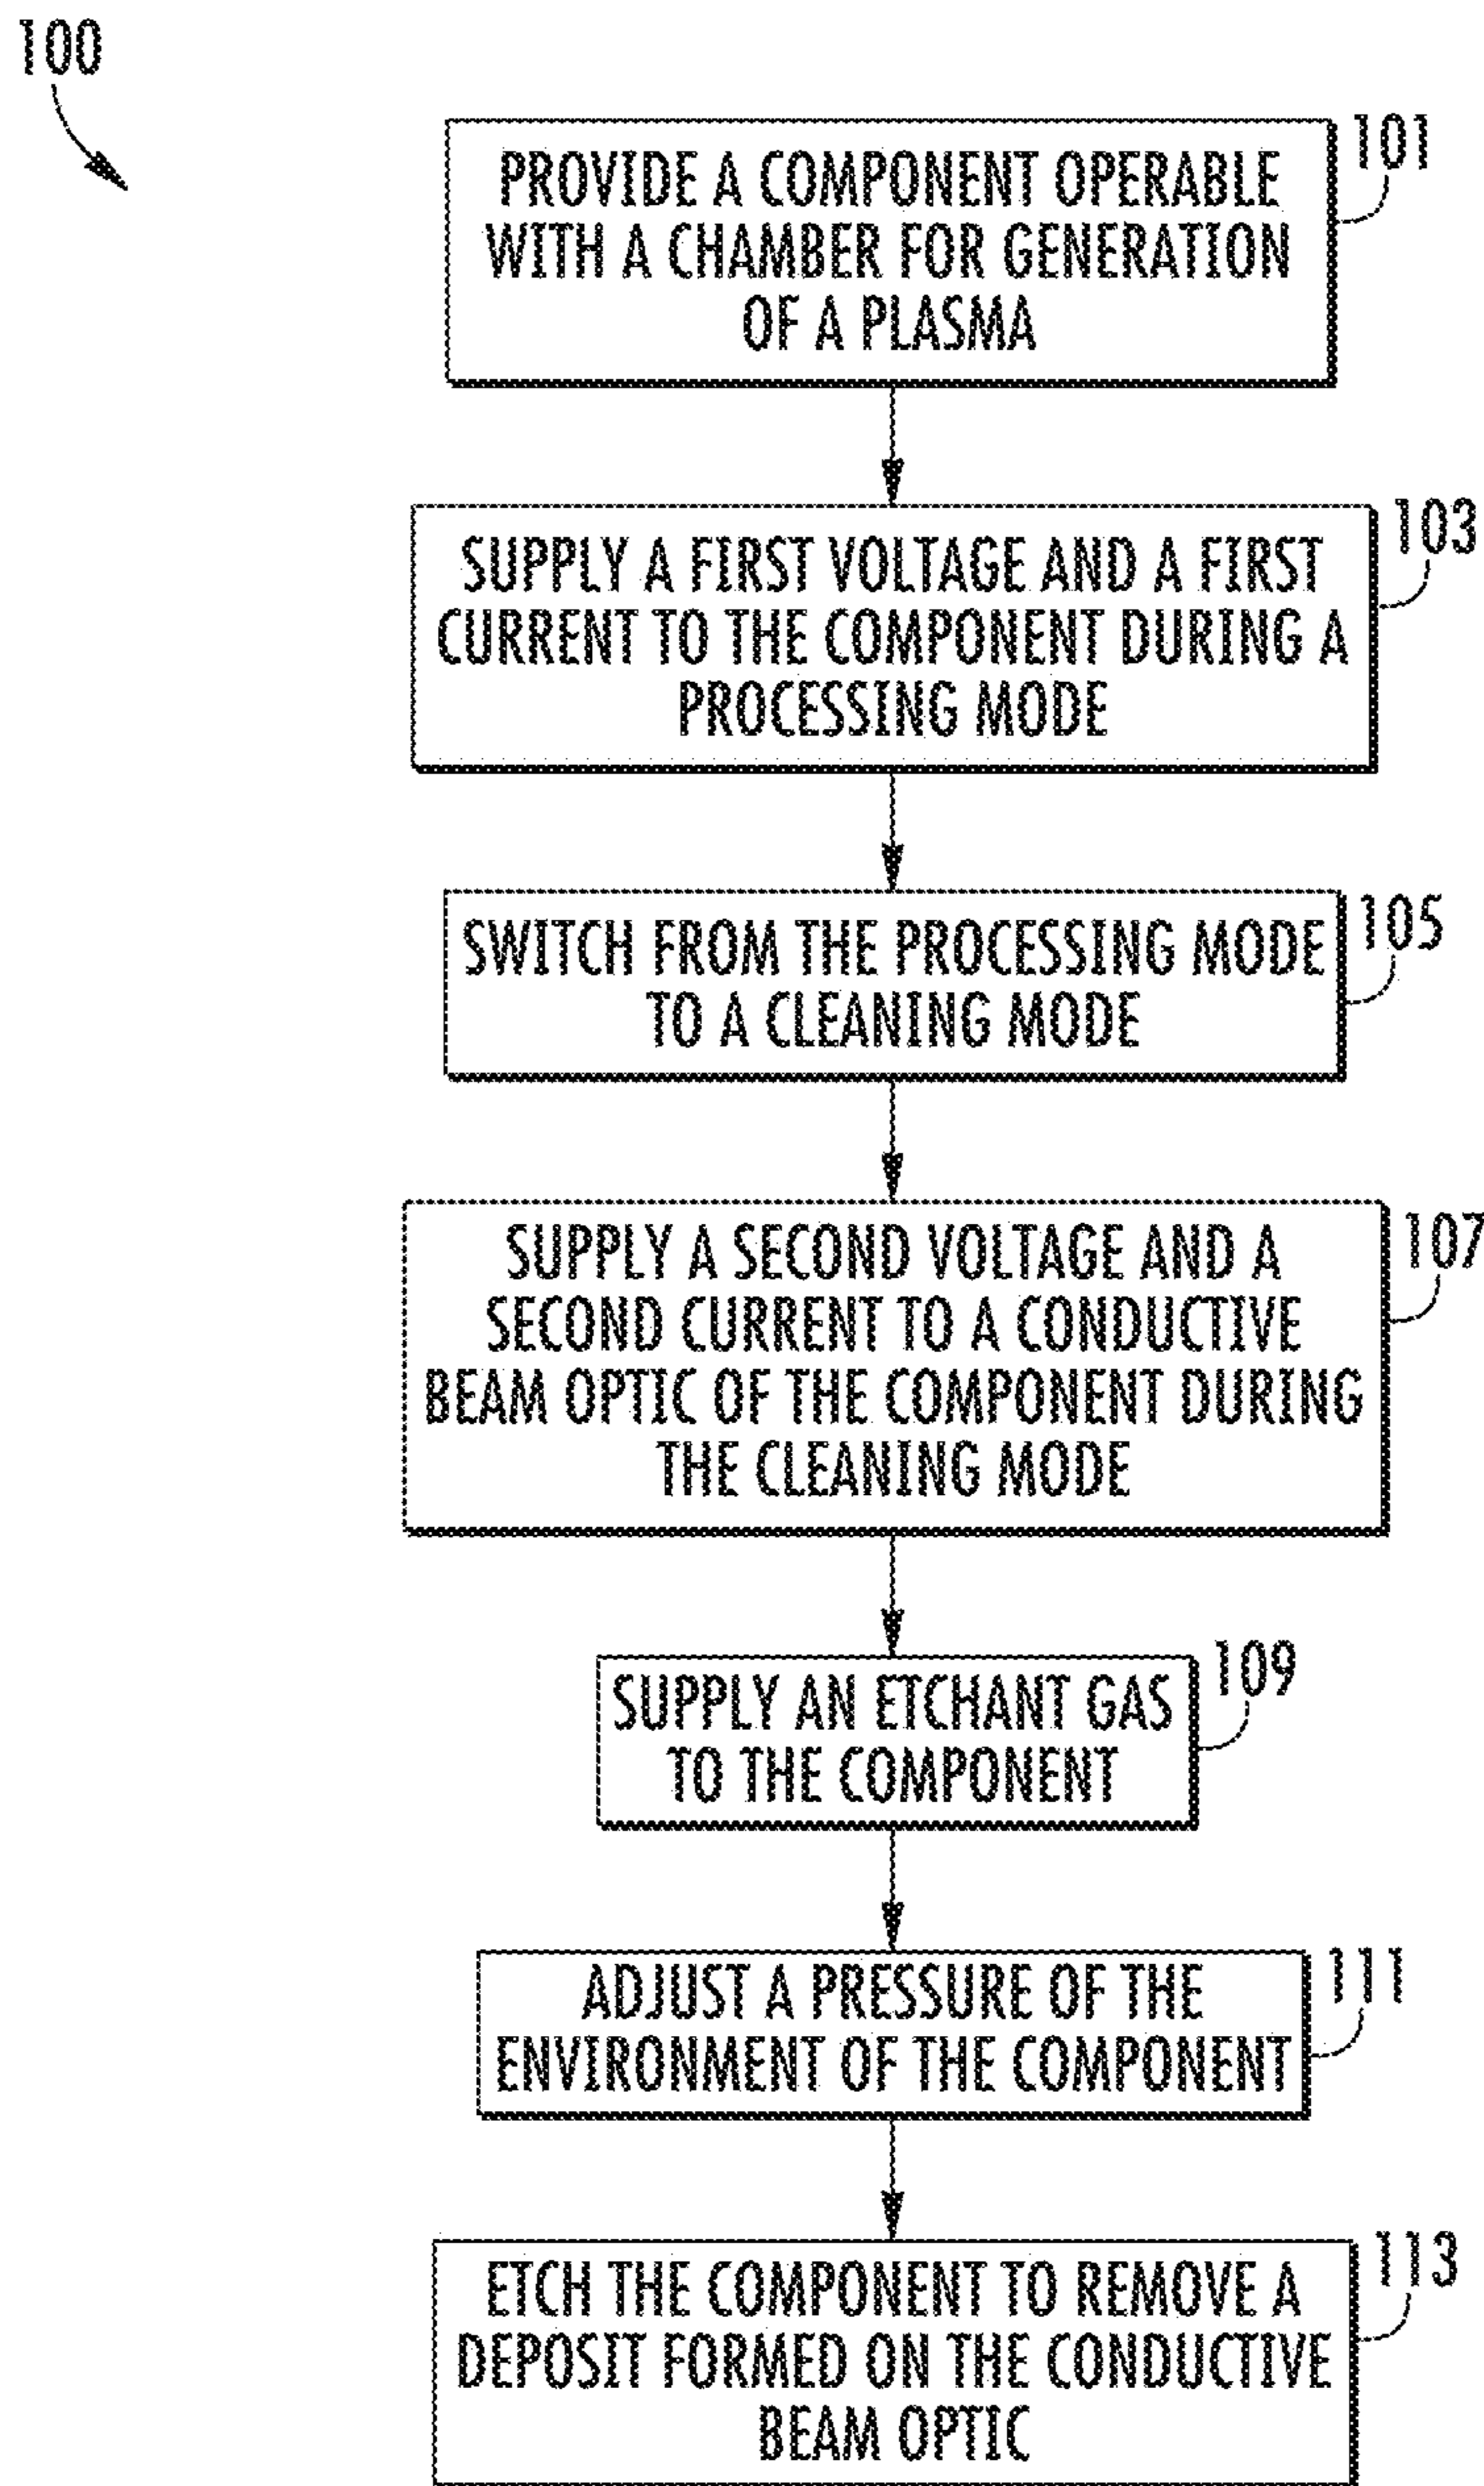 100
101
PROVIDE A COMPONENT OPERABLE
WITH A CHAMBER FOR GENERATION
OF A PLASMA
103
SUPPLY A FIRST VOLTAGE AND A FIRST
CURRENT TO THE COMPONENT DURING A
PROCESSING MODE
105
SWITCH FROM THE PROCESSING MODE
TO A CLEANING MODE
107
SUPPLY A SECOND VOLTAGE AND A
SECOND CURRENT TO A CONDUCTIVE
BEAM OPTIC OF THE COMPONENT DURING
THE CLEANING MODE
109
SUPPLY AN ETCHANT GAS
TO THE COMPONENT
111
ADJUST A PRESSURE OF THE
ENVIRONMENT OF THE COMPONENT
113
ETCH THE COMPONENT TO REMOVE A
DEPOSIT FORMED ON THE CONDUCTIVE
BEAM OPTIC